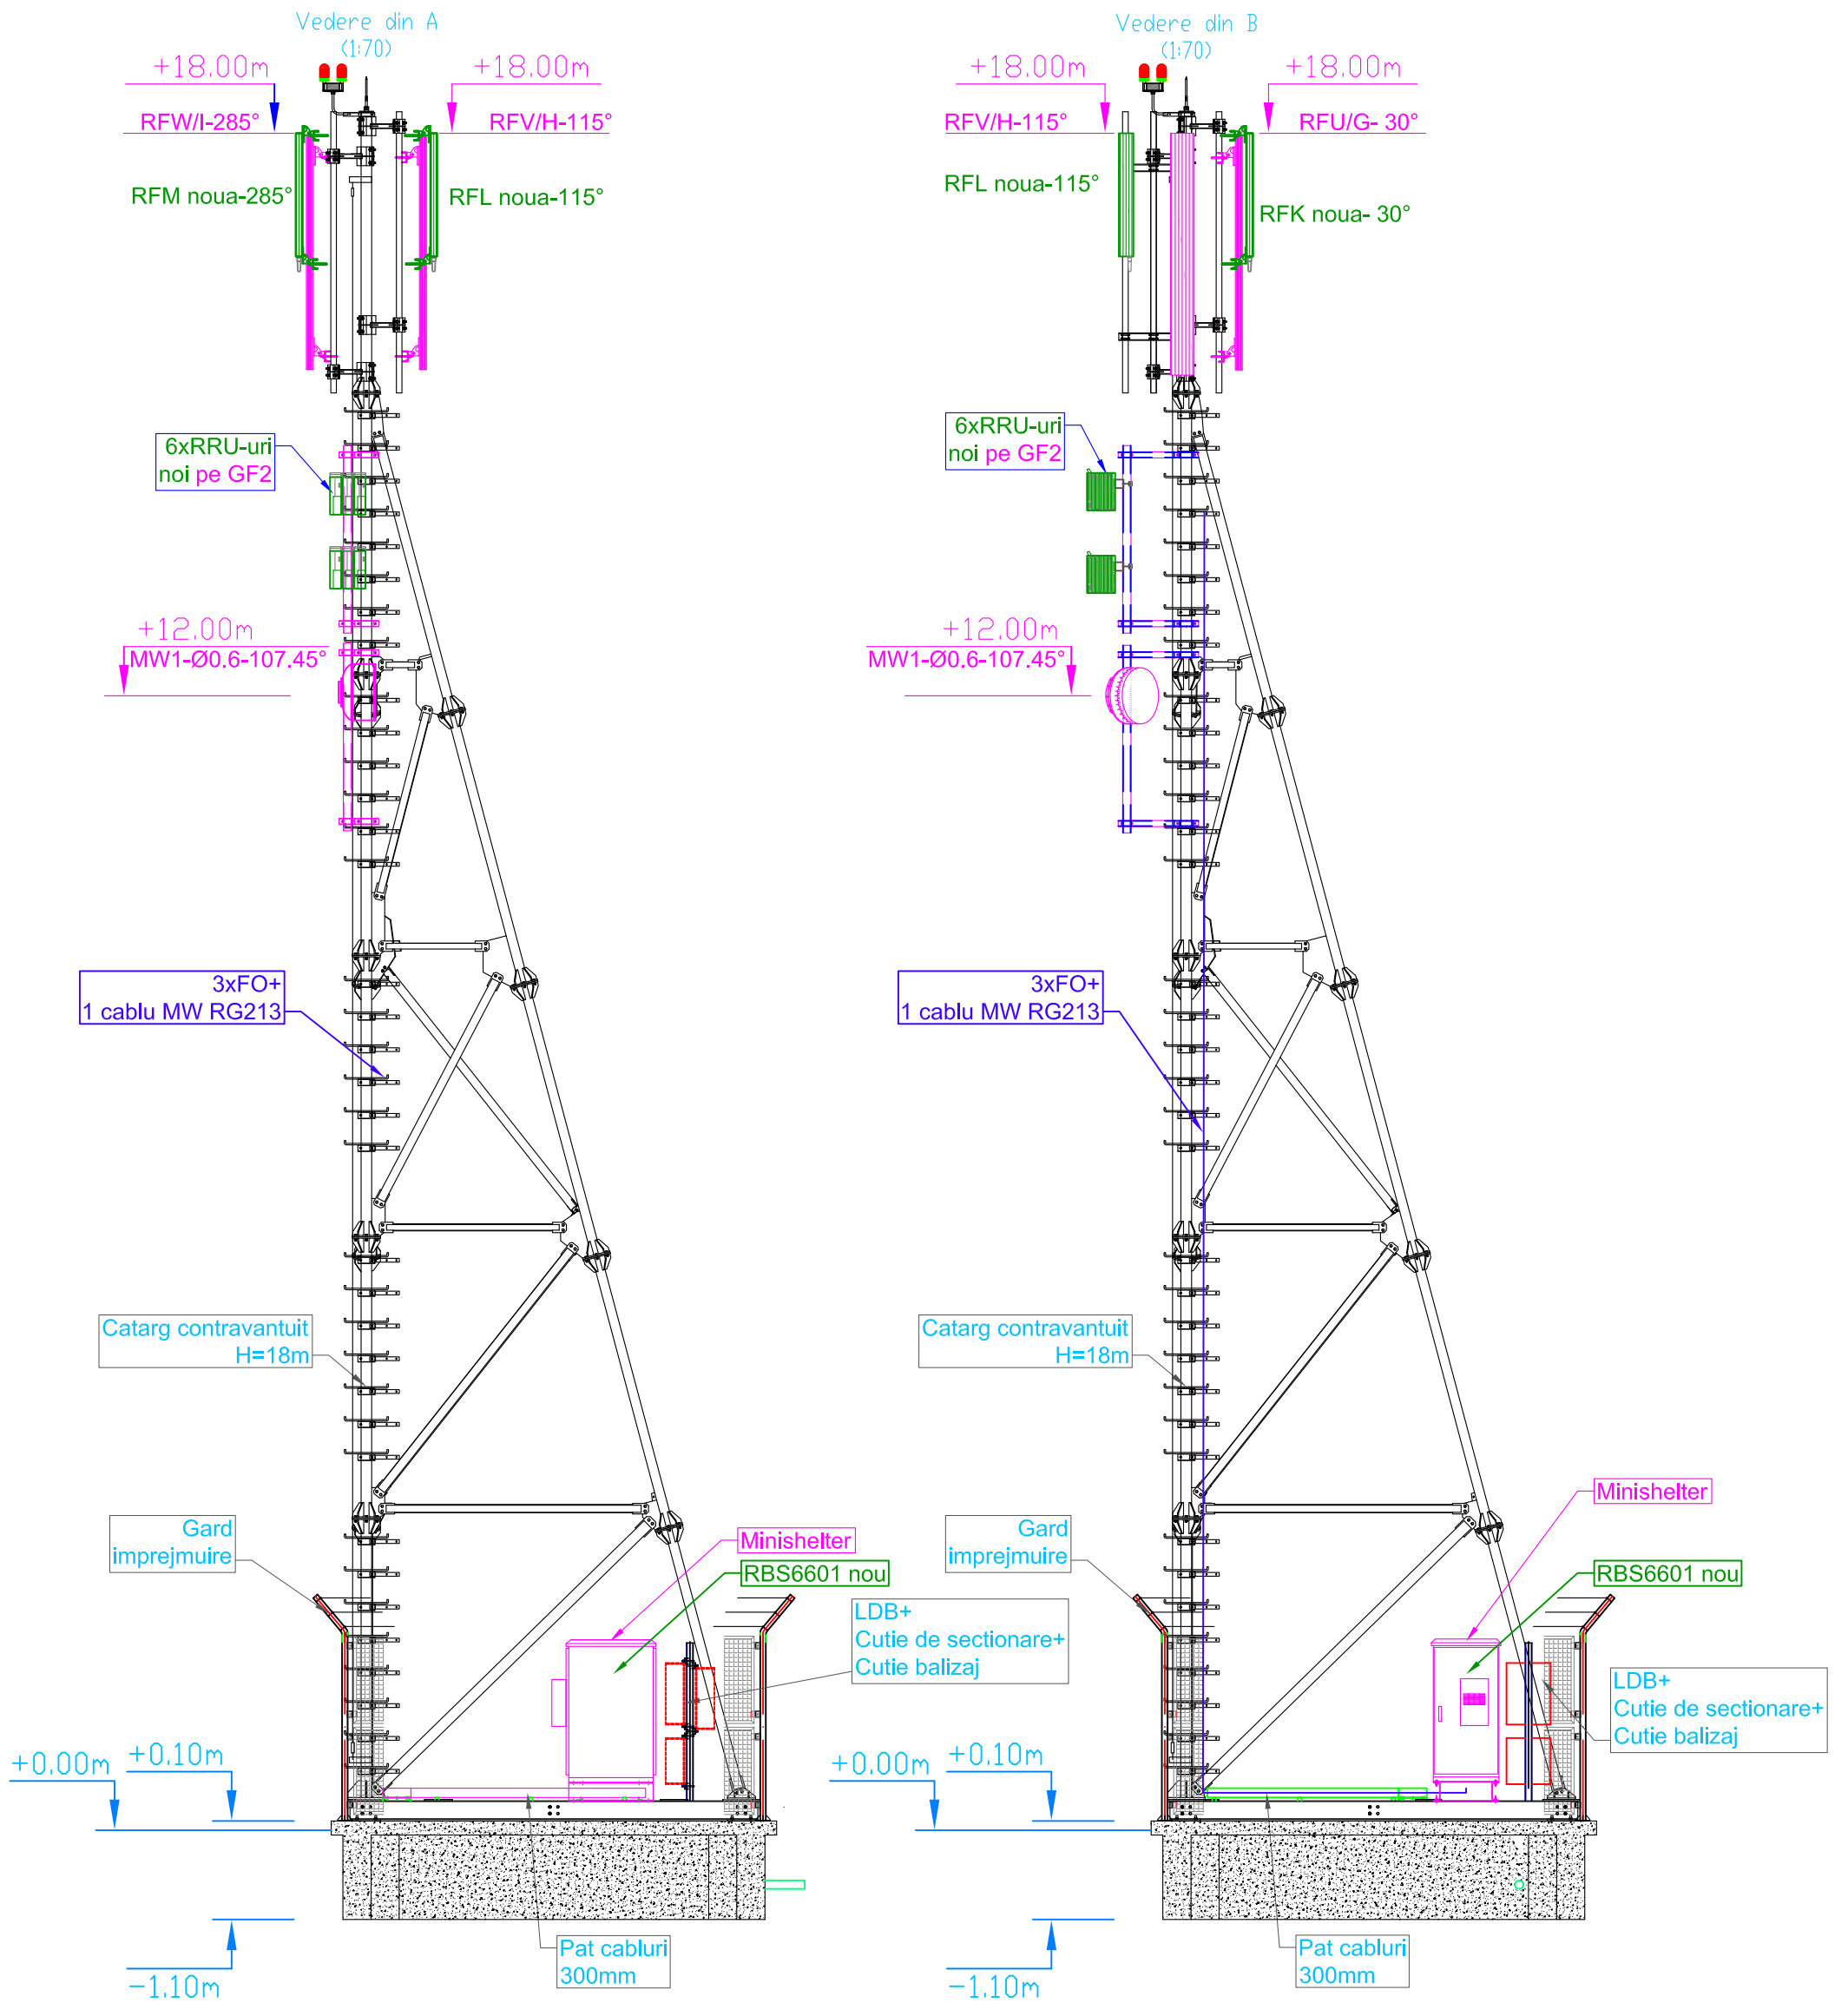 Vedere din A
(1:70)
+18.00m
+18.00m
RFW/I-285°
RFV/H-115°
RFM noua-285°
RFL noua-115°
6xRRU-uri
noi pe GF2
+12.00m
MW1-Ø0.6-107.45°
3xFO+
1 cablu MW RG213
Catarg contravantuit
H=18m
Gard
imprejmuire
Minishelter
RBS6601 nou
LDB+
Cutie de sectionare+
Cutie balizaj
+0.00m
+0.10m
-1.10m
Pat cabluri
300mm
Vedere din B
(1:70)
+18.00m
+18.00m
RFV/H-115°
RFU/G- 30°
RFL noua-115°
RFK noua- 30°
6xRRU-uri
noi pe GF2
+12.00m
MW1-Ø0.6-107.45°
3xFO+
1 cablu MW RG213
Catarg contravantuit
H=18m
Gard
imprejmuire
Minishelter
RBS6601 nou
LDB+
Cutie de sectionare+
Cutie balizaj
+0.00m
+0.10m
-1.10m
Pat cabluri
300mm